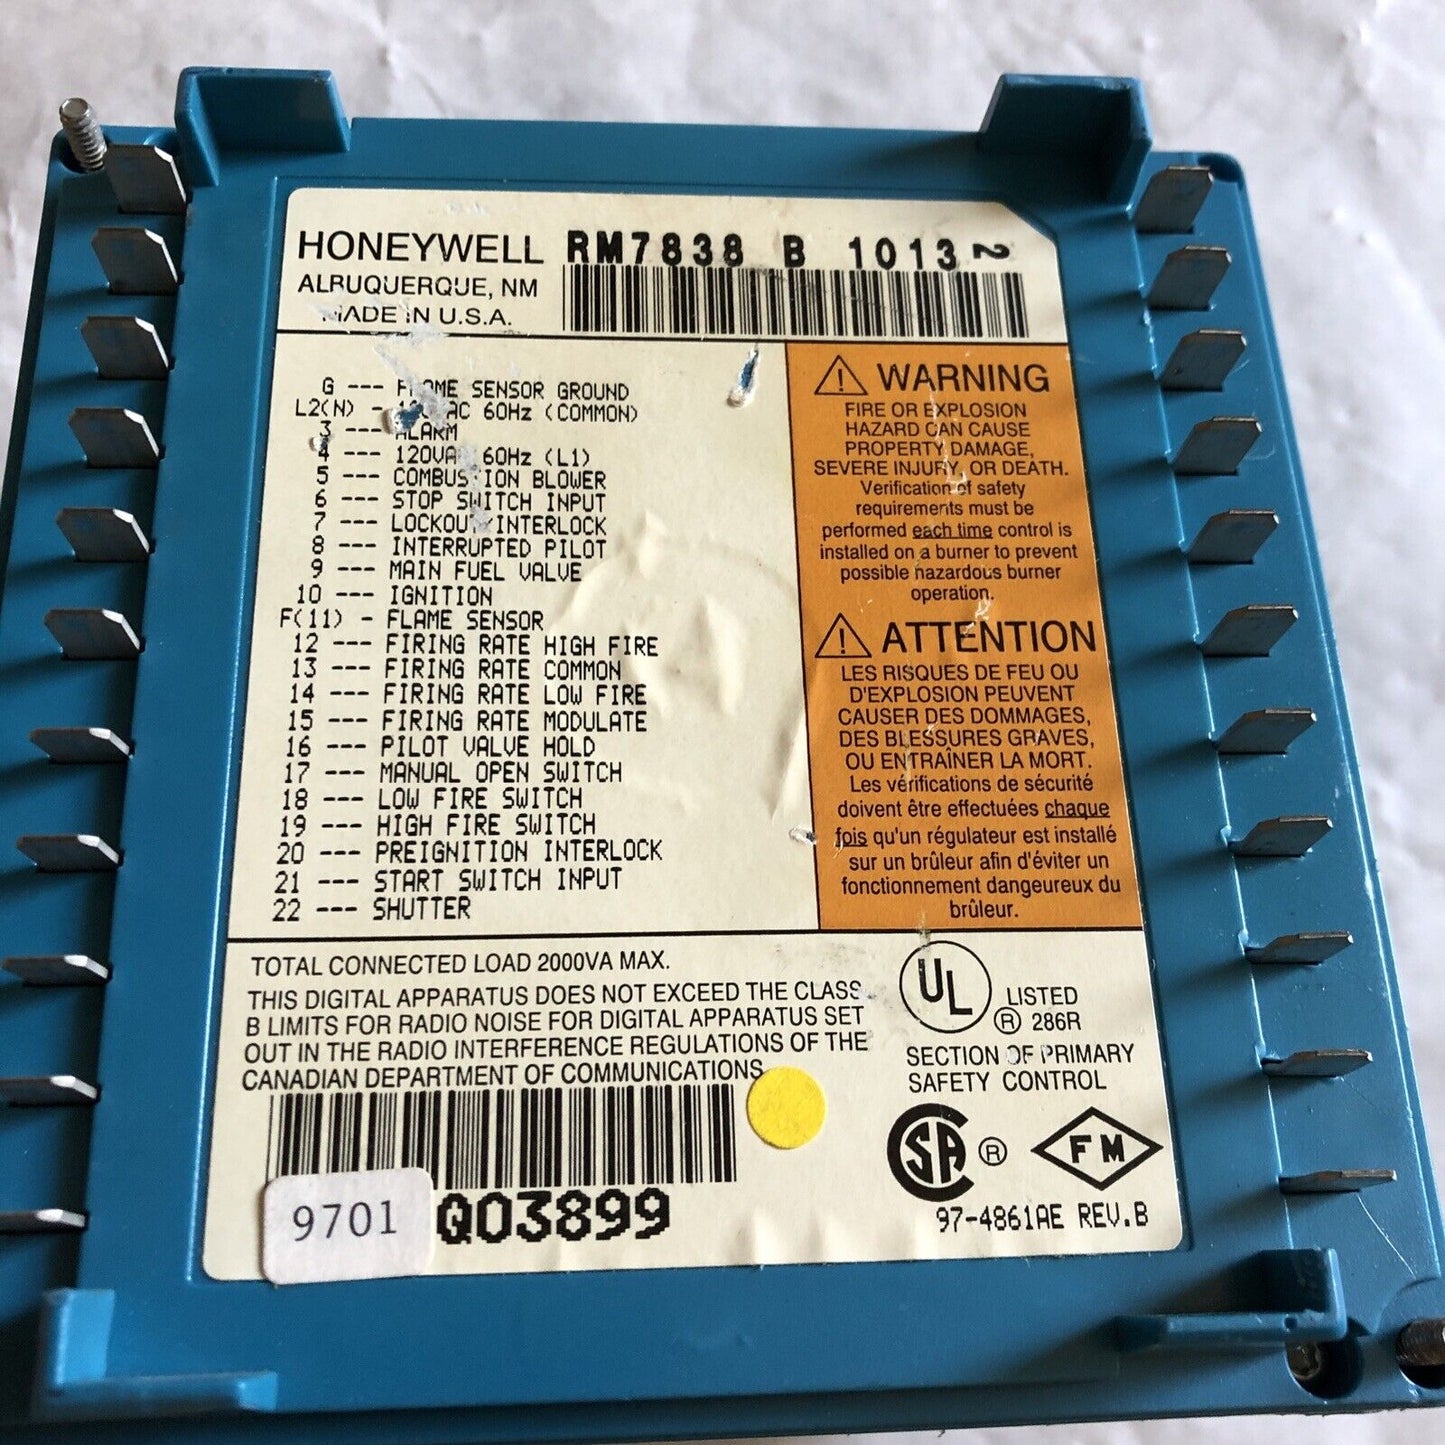 HONEYWELL RM7838 B 1013 2
ALBUQUERQUE, NM
MADE IN U.S.A.
G --- FLAME SENSOR GROUND
L2(N) - 120VAC 60Hz (COMMON)
3 --- ALARM
4 --- 120VAC 60Hz (L1)
5 --- COMBUSTION BLOWER
6 --- STOP SWITCH INPUT
7 --- LOCKOUT/INTERLOCK
8 --- INTERRUPTED PILOT
9 --- MAIN FUEL VALVE
10 --- IGNITION
F(11) - FLAME SENSOR
12 --- FIRING RATE HIGH FIRE
13 --- FIRING RATE COMMON
14 --- FIRING RATE LOW FIRE
15 --- FIRING RATE MODULATE
16 --- PILOT VALVE HOLD
17 --- MANUAL OPEN SWITCH
18 --- LOW FIRE SWITCH
19 --- HIGH FIRE SWITCH
20 --- PREIGNITION INTERLOCK
21 --- START SWITCH INPUT
22 --- SHUTTER
WARNING
FIRE OR EXPLOSION
HAZARD CAN CAUSE
PROPERTY DAMAGE,
SEVERE INJURY, OR DEATH.
Verification of safety
requirements must be
performed each time control is
installed on a burner to prevent
possible hazardous burner
operation.
ATTENTION
LES RISQUES DE FEU OU
D'EXPLOSION PEUVENT
CAUSER DES DOMMAGES,
DES BLESSURES GRAVES,
OU ENTRAÎNER LA MORT.
Les vérifications de sécurité
doivent être effectuées chaque
fois qu'un régulateur est installé
sur un brûleur afin d'éviter un
fonctionnement dangeureux du
brûleur.
TOTAL CONNECTED LOAD 2000VA MAX.
THIS DIGITAL APPARATUS DOES NOT EXCEED THE CLASS
B LIMITS FOR RADIO NOISE FOR DIGITAL APPARATUS SET
OUT IN THE RADIO INTERFERENCE REGULATIONS OF THE
CANADIAN DEPARTMENT OF COMMUNICATIONS
9701 Q03899
UL ® LISTED
286R
SECTION OF PRIMARY
SAFETY CONTROL
CSA ® FM
97-4861AE REV.B